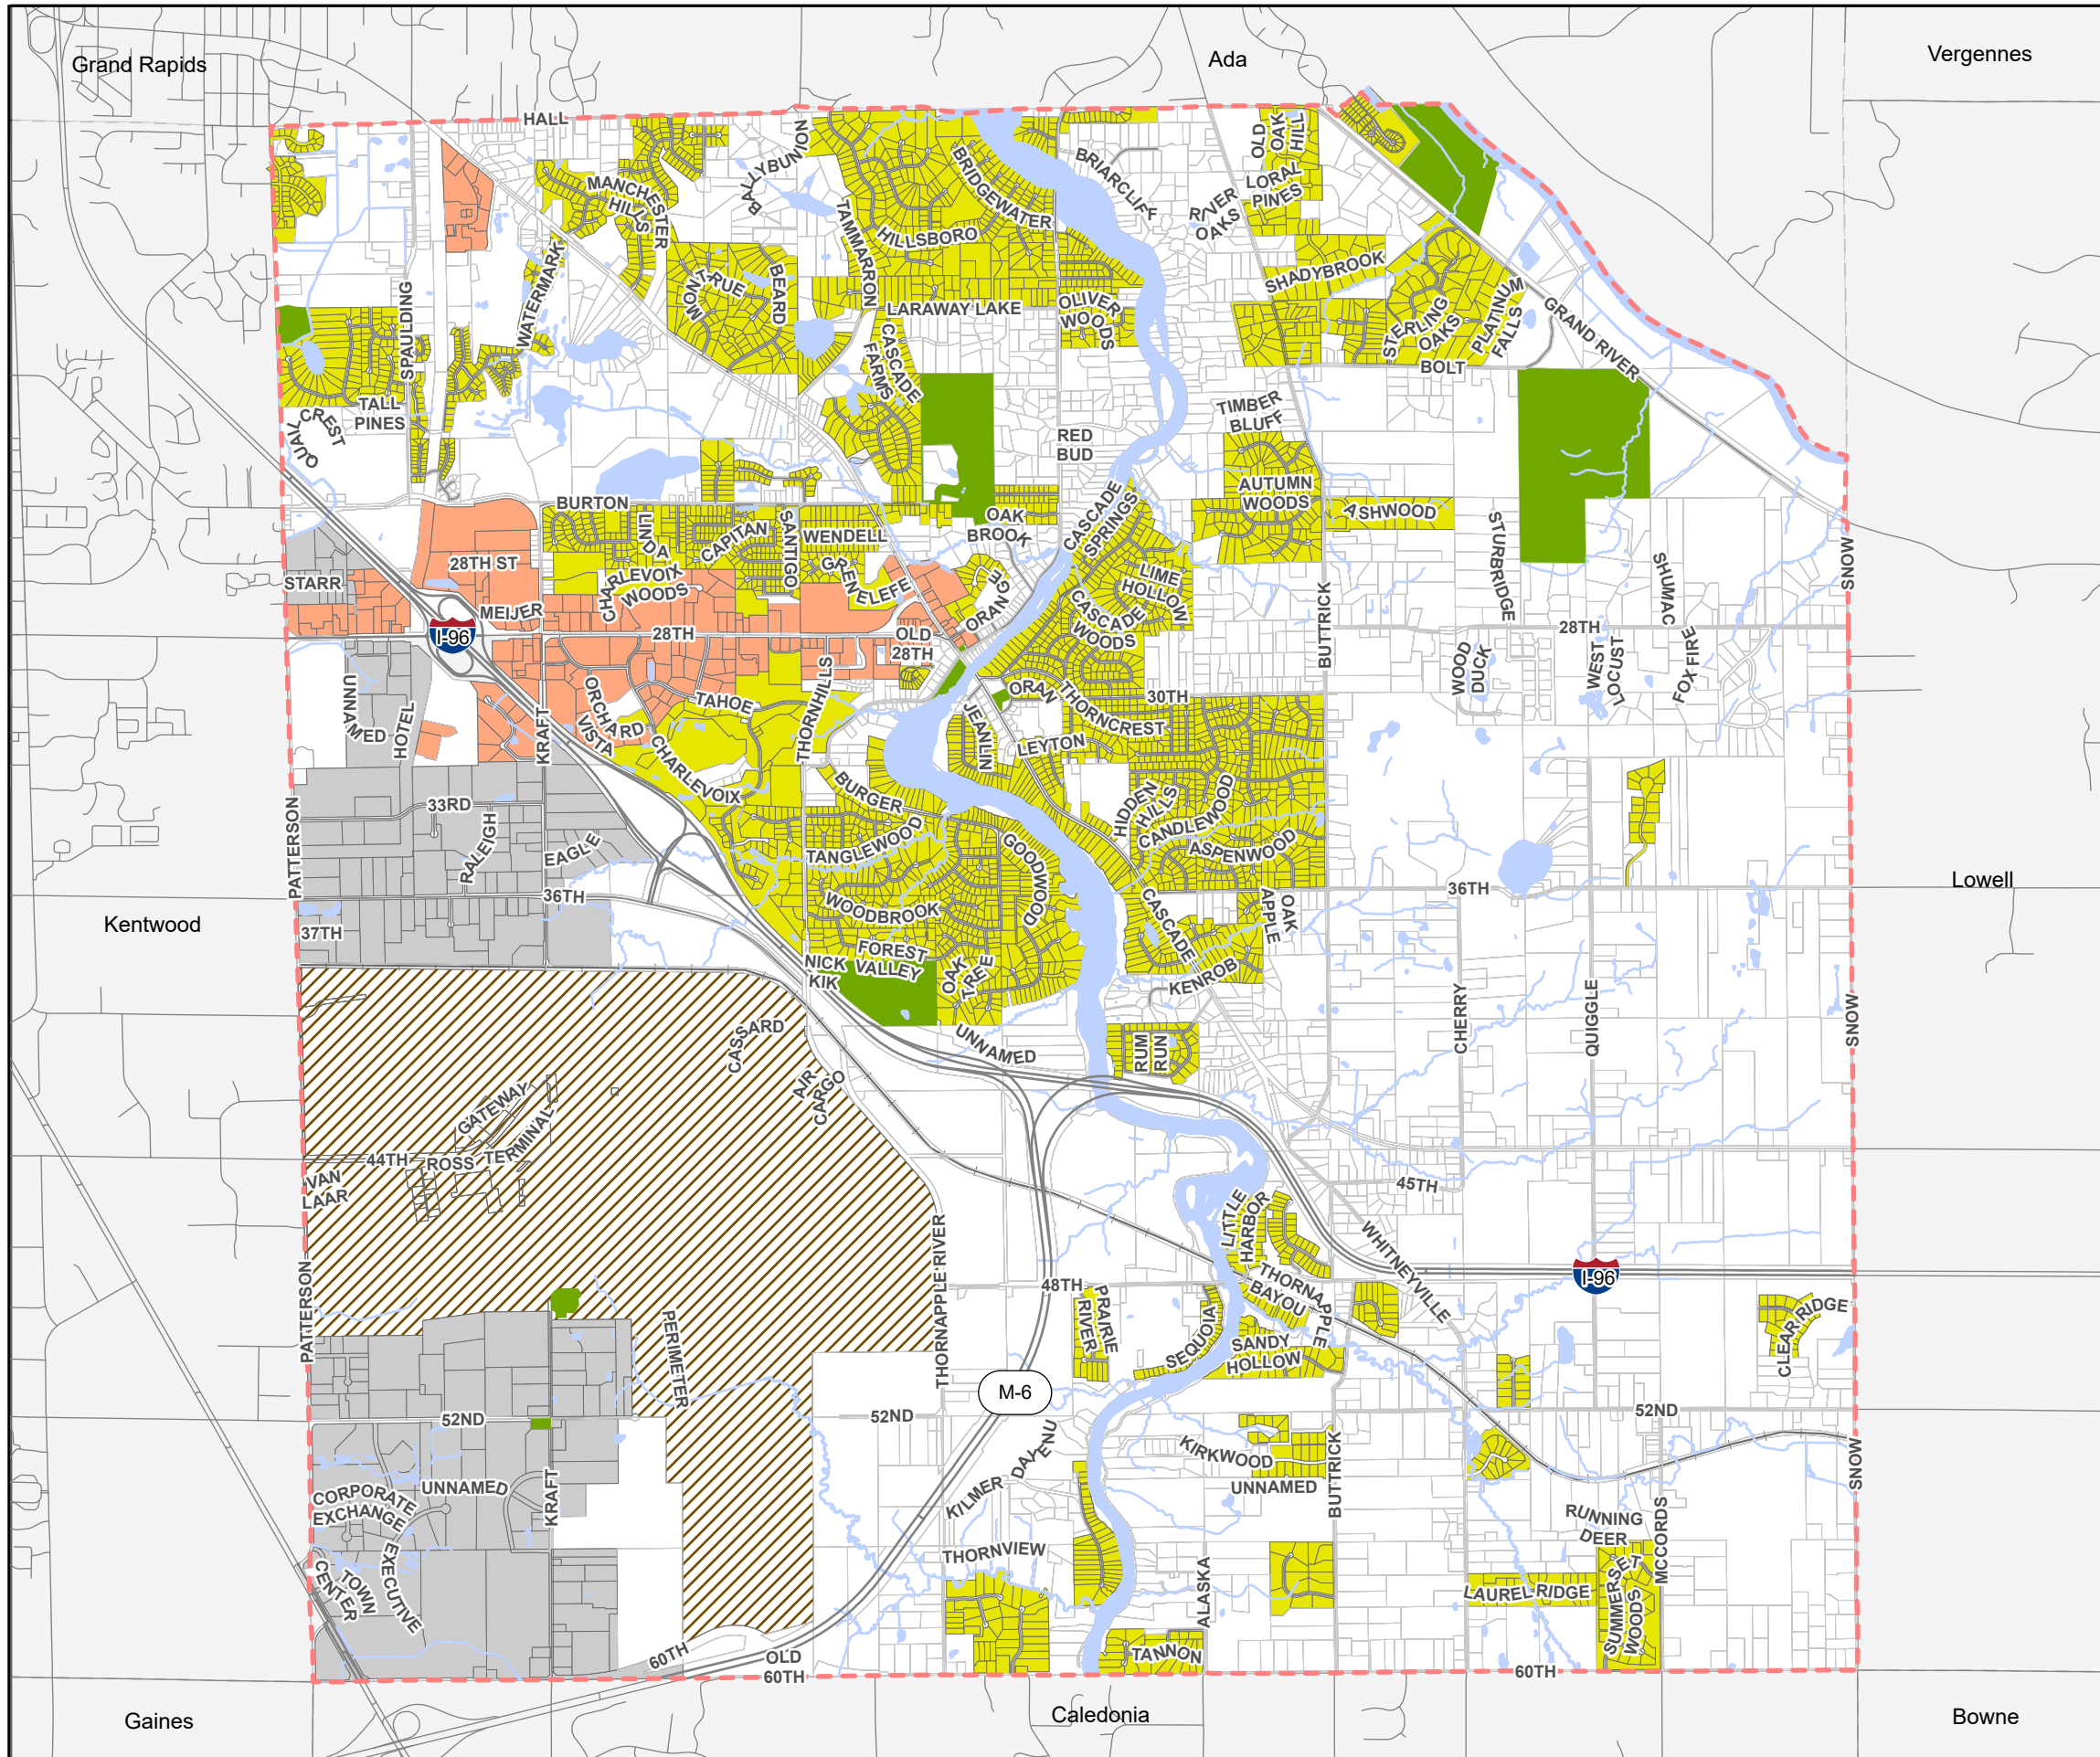 Grand Rapids
Ada
Vergennes
HALL
BALLYBUNION
OLD
OAK
HILL
BRIARCLIFF
BRIDGEWATER
MANCHESTER
HILLS
LORAL
PINES
RIVER
OAKS
TAMMARRON
HILLSBORO
WATERMARK
SHADYBROOK
MONTRUE
BEARD
SPAULDING
LARAWAY LAKE
OLIVER
WOODS
STERLING
OAKS
PLATINUM
FALLS
GRAND RIVER
CASCADE
FARMS
BOLT
TALL
PINES
QUAIL
CREST
TIMBER
BLUFF
RED
BUD
AUTUMN
WOODS
ASHWOOD
BURTON
LINDA
CAPITAN
SANTIGO
WENDELL
OAK
BROOK
CASCADE
SPRINGS
STURBRIDGE
SHUMAC
SNOW
28TH ST
STARR
CHARLEVOIX
WOODS
GLENELEFE
ORANGE
LIME
HOLLOW
CASCADE
WOODS
MEIJER
I-96
28TH
OLD
28TH
BUTTRICK
28TH
WOOD
DUCK
WEST
LOCUST
FOXFIRE
UNNAMED
HOTEL
KRAFT
ORCHARD
VISTA
TAHOE
THORNHILLS
ORAN
30TH
THORNCREST
JEANLIN
LEYTON
CHARLEVOIX
BURGER
HIDDEN
HILLS
CANDLEWOOD
ASPENWOOD
PATTERSON
33RD
RALEIGH
EAGLE
TANGLEWOOD
GOODWOOD
36TH
36TH
Lowell
Kentwood
37TH
WOODBROOK
CASCADE
APPLE
OAK
FOREST
VALLEY
NICK
KIK
OAK
TREE
KENROB
CHERRY
QUIGGLE
SNOW
CASSARD
UNNAMED
RUM
RUN
AIR
CARGO
GATEWAY
TERMINAL
44TH
ROSS
VAN
LAAR
45TH
LITTLE
HARBOR
WHITNEYVILLE
THORNAPPLE RIVER
PATTERSON
48TH
THORNAPPLE
BAYOU
I-96
PERIMETER
PRAIRIE
RIVER
SEQUOIA
SANDY
HOLLOW
CLEAR RIDGE
M-6
52ND
52ND
52ND
KIRKWOOD
UNNAMED
BUTTRICK
SNOW
KILMER
DAVENU
CORPORATE
EXCHANGE
UNNAMED
KRAFT
EXECUTIVE
TOWN
CENTER
RUNNING
DEER
MCCORDS
THORNVIEW
ALASKA
LAUREL RIDGE
SUMMERSET
WOODS
TANNON
60TH
OLD
60TH
60TH
Gaines
Caledonia
Bowne